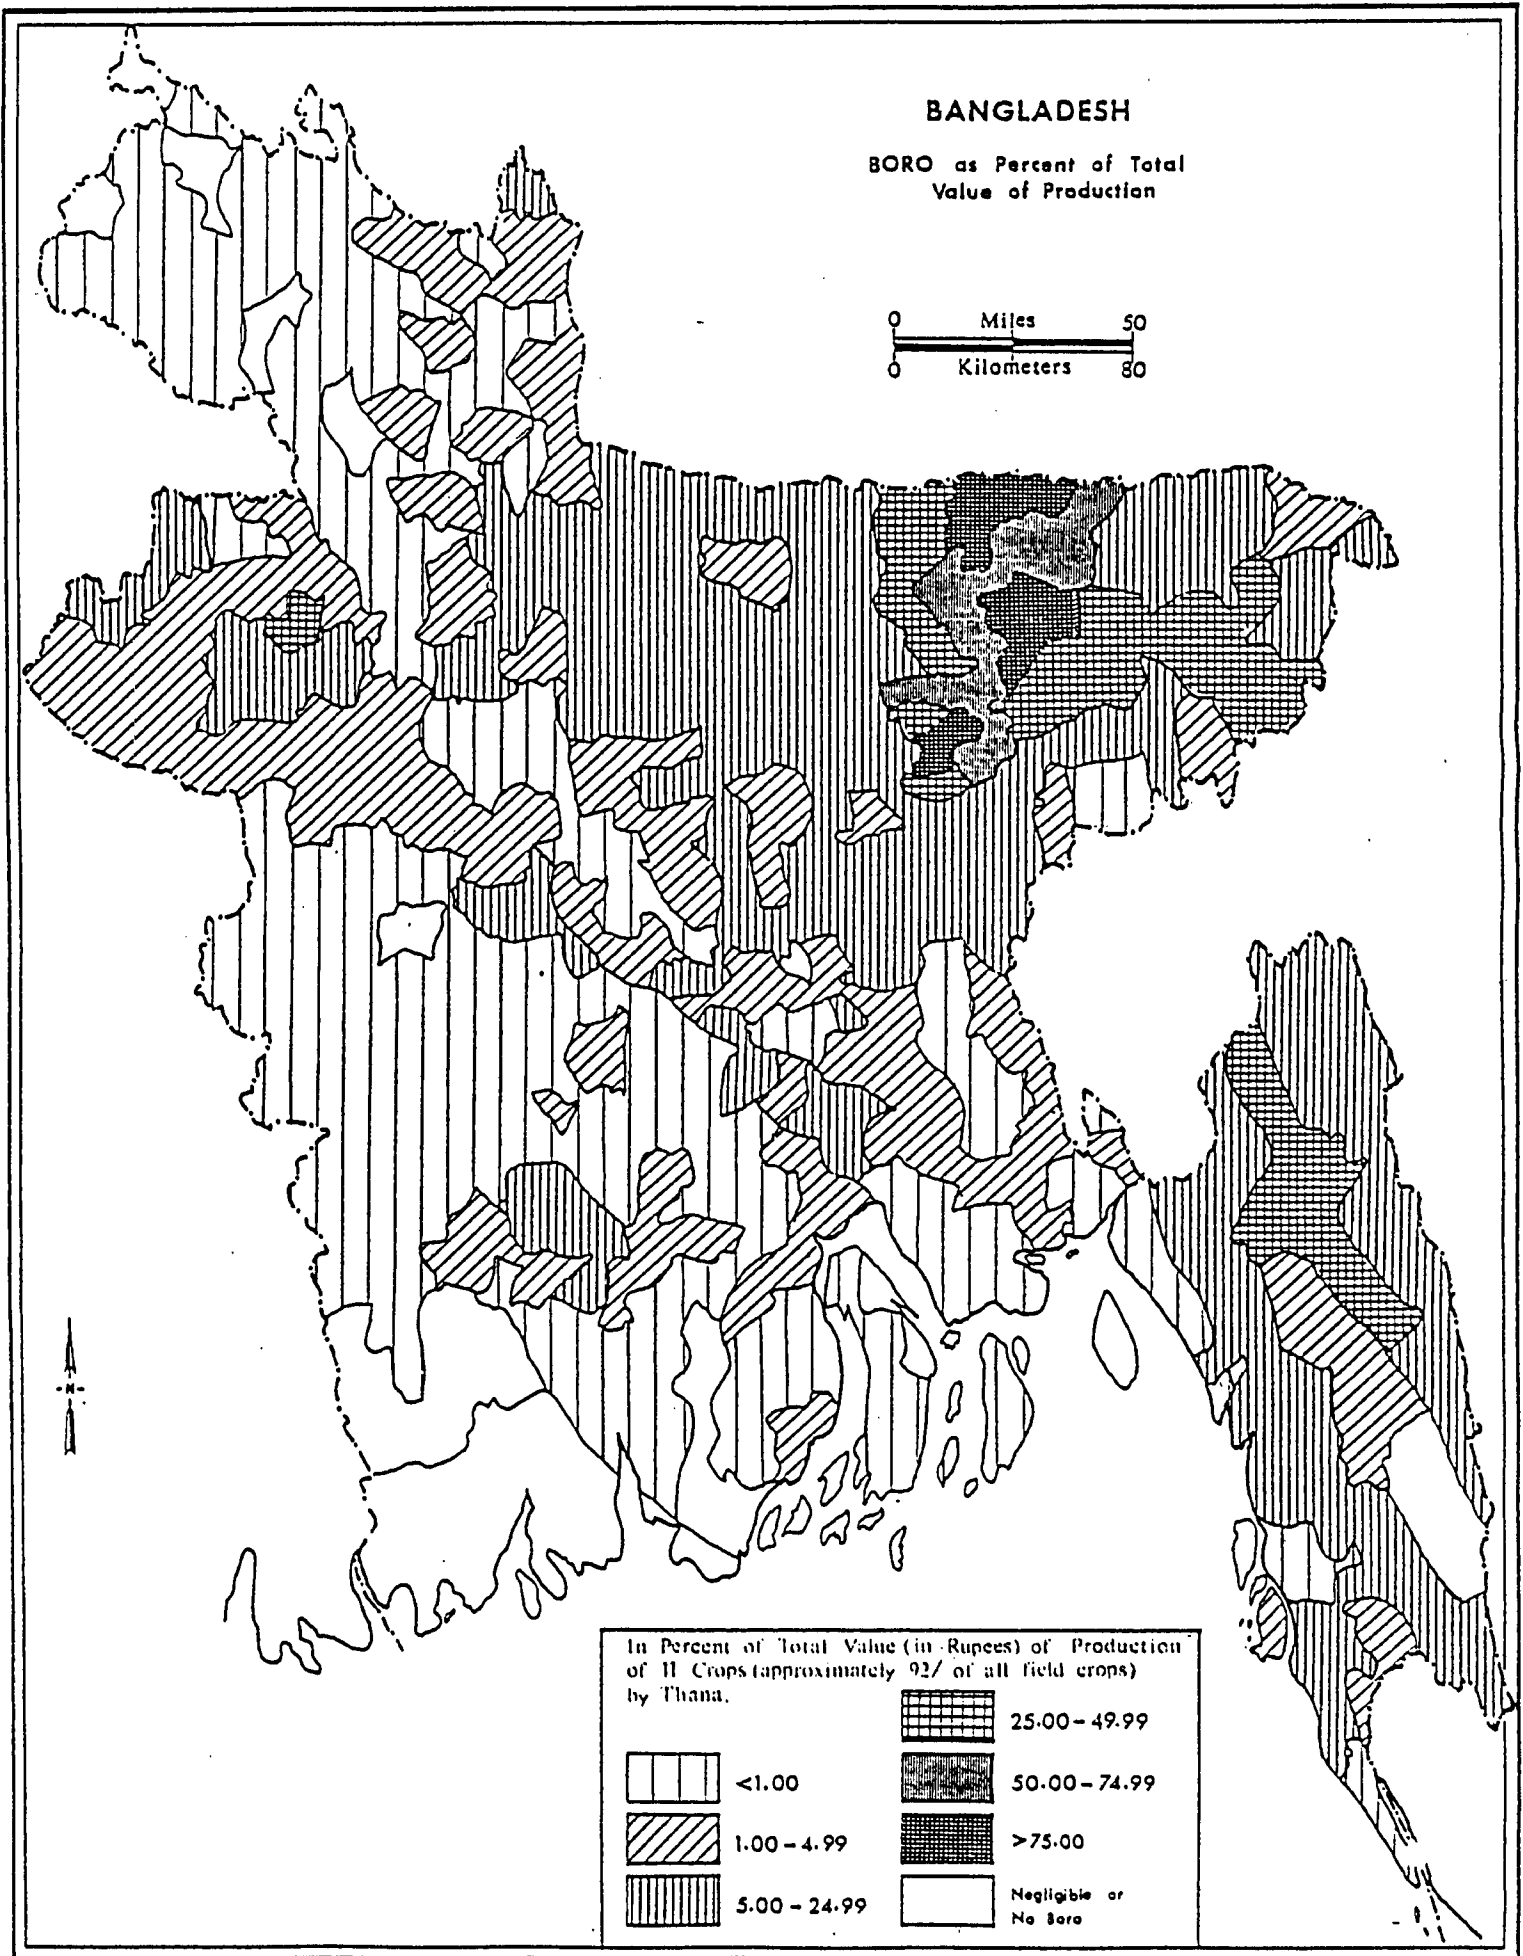 BANGLADESH
BORO as Percent of Total
Value of Production
0 Miles 50
0 Kilometers 80
N
In Percent of Total Value (in Rupees) of Production
of 11 Crops (approximately 92/ of all field crops)
by Thana.
25.00-49.99
<1.00
50.00-74.99
1.00-4.99
>75.00
5.00-24.99
Negligible or
No Boro